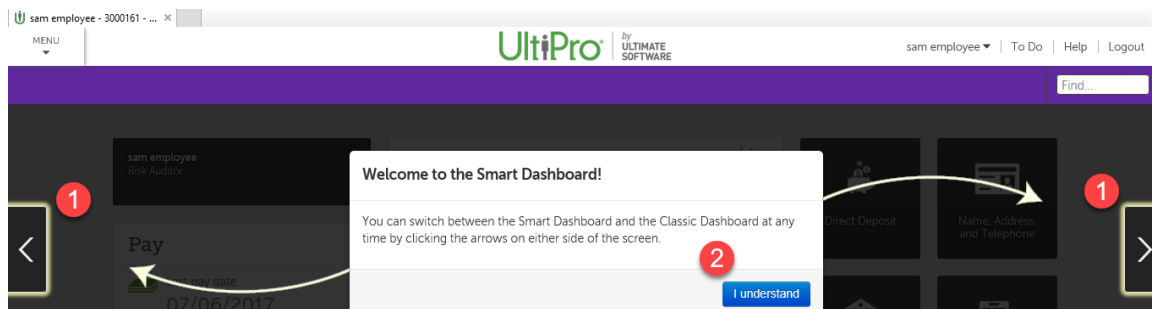 sam employee - 3000161 - ...
MENU
UltiPro by ULTIMATE SOFTWARE
sam employee To Do Help Logout
Find...
sam employee
Risk Auditor
Welcome to the Smart Dashboard!
You can switch between the Smart Dashboard and the Classic Dashboard at any
time by clicking the arrows on either side of the screen.
1
1
2
Direct Deposit
Name, Address,
and Telephone
Pay
pay date
07/06/2017
I understand